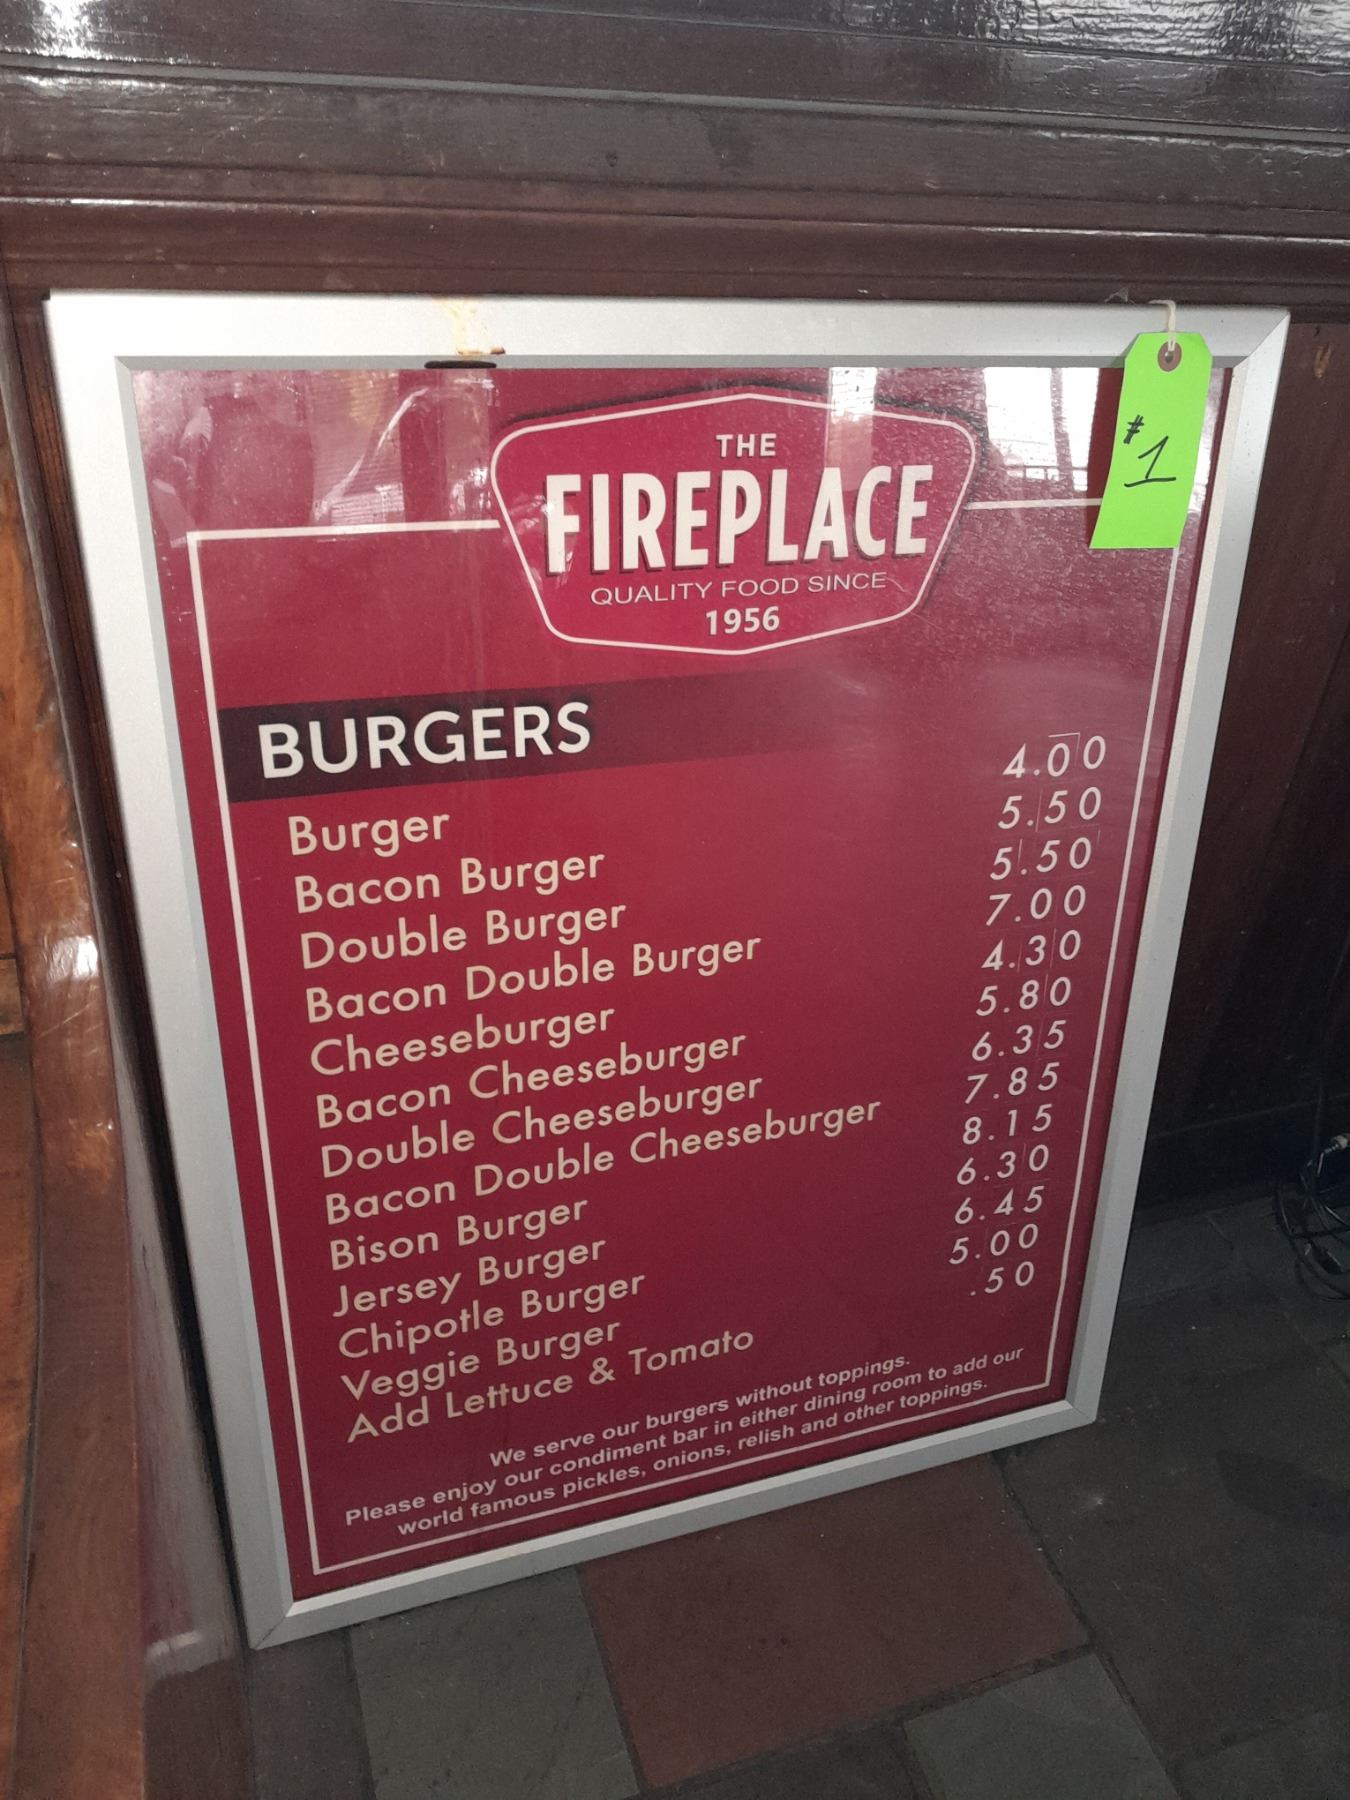 THE
FIREPLACE
QUALITY FOOD SINCE
1956
#1
BURGERS
Burger 4.00
Bacon Burger 5.50
Double Burger 5.50
Bacon Double Burger 7.00
Cheeseburger 4.30
Bacon Cheeseburger 5.80
Double Cheeseburger 6.35
Bacon Double Cheeseburger 7.85
Bison Burger 8.15
Jersey Burger 6.30
Chipotle Burger 6.45
Veggie Burger 5.00
Add Lettuce & Tomato .50
We serve our burgers without toppings.
Please enjoy our condiment bar in either dining room to add our
world famous pickles, onions, relish and other toppings.